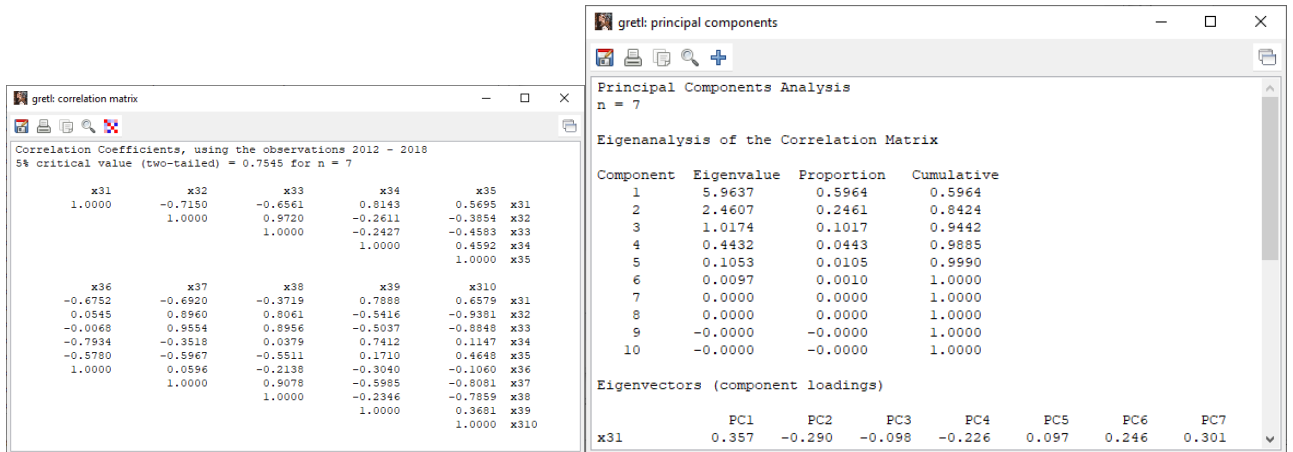 gretl: correlation matrix
Correlation Coefficients, using the observations 2012 - 2018
5% critical value (two-tailed) = 0.7545 for n = 7
x31 x32 x33 x34 x35
1.0000 -0.7150 -0.6561 0.8143 0.5695 x31
1.0000 0.9720 -0.2611 -0.3854 x32
1.0000 -0.2427 -0.4583 x33
1.0000 0.4592 x34
1.0000 x35
x36 x37 x38 x39 x310
-0.6752 -0.6920 -0.3719 0.7888 0.6579 x31
0.0545 0.8960 0.8061 -0.5416 -0.9381 x32
-0.0068 0.9554 0.8956 -0.5037 -0.8848 x33
-0.7934 -0.3518 0.0379 0.7412 0.1147 x34
-0.5780 -0.5967 -0.5511 0.1710 0.4648 x35
1.0000 0.0596 -0.2138 -0.3040 -0.1060 x36
1.0000 0.9078 -0.5985 -0.8081 x37
1.0000 -0.2346 -0.7859 x38
1.0000 0.3681 x39
1.0000 x310
gretl: principal components
Principal Components Analysis
n = 7
Eigenanalysis of the Correlation Matrix
Component Eigenvalue Proportion Cumulative
1 5.9637 0.5964 0.5964
2 2.4607 0.2461 0.8424
3 1.0174 0.1017 0.9442
4 0.4432 0.0443 0.9885
5 0.1053 0.0105 0.9990
6 0.0097 0.0010 1.0000
7 0.0000 0.0000 1.0000
8 0.0000 0.0000 1.0000
9 -0.0000 -0.0000 1.0000
10 -0.0000 -0.0000 1.0000
Eigenvectors (component loadings)
PC1 PC2 PC3 PC4 PC5 PC6 PC7
x31 0.357 -0.290 -0.098 -0.226 0.097 0.246 0.301